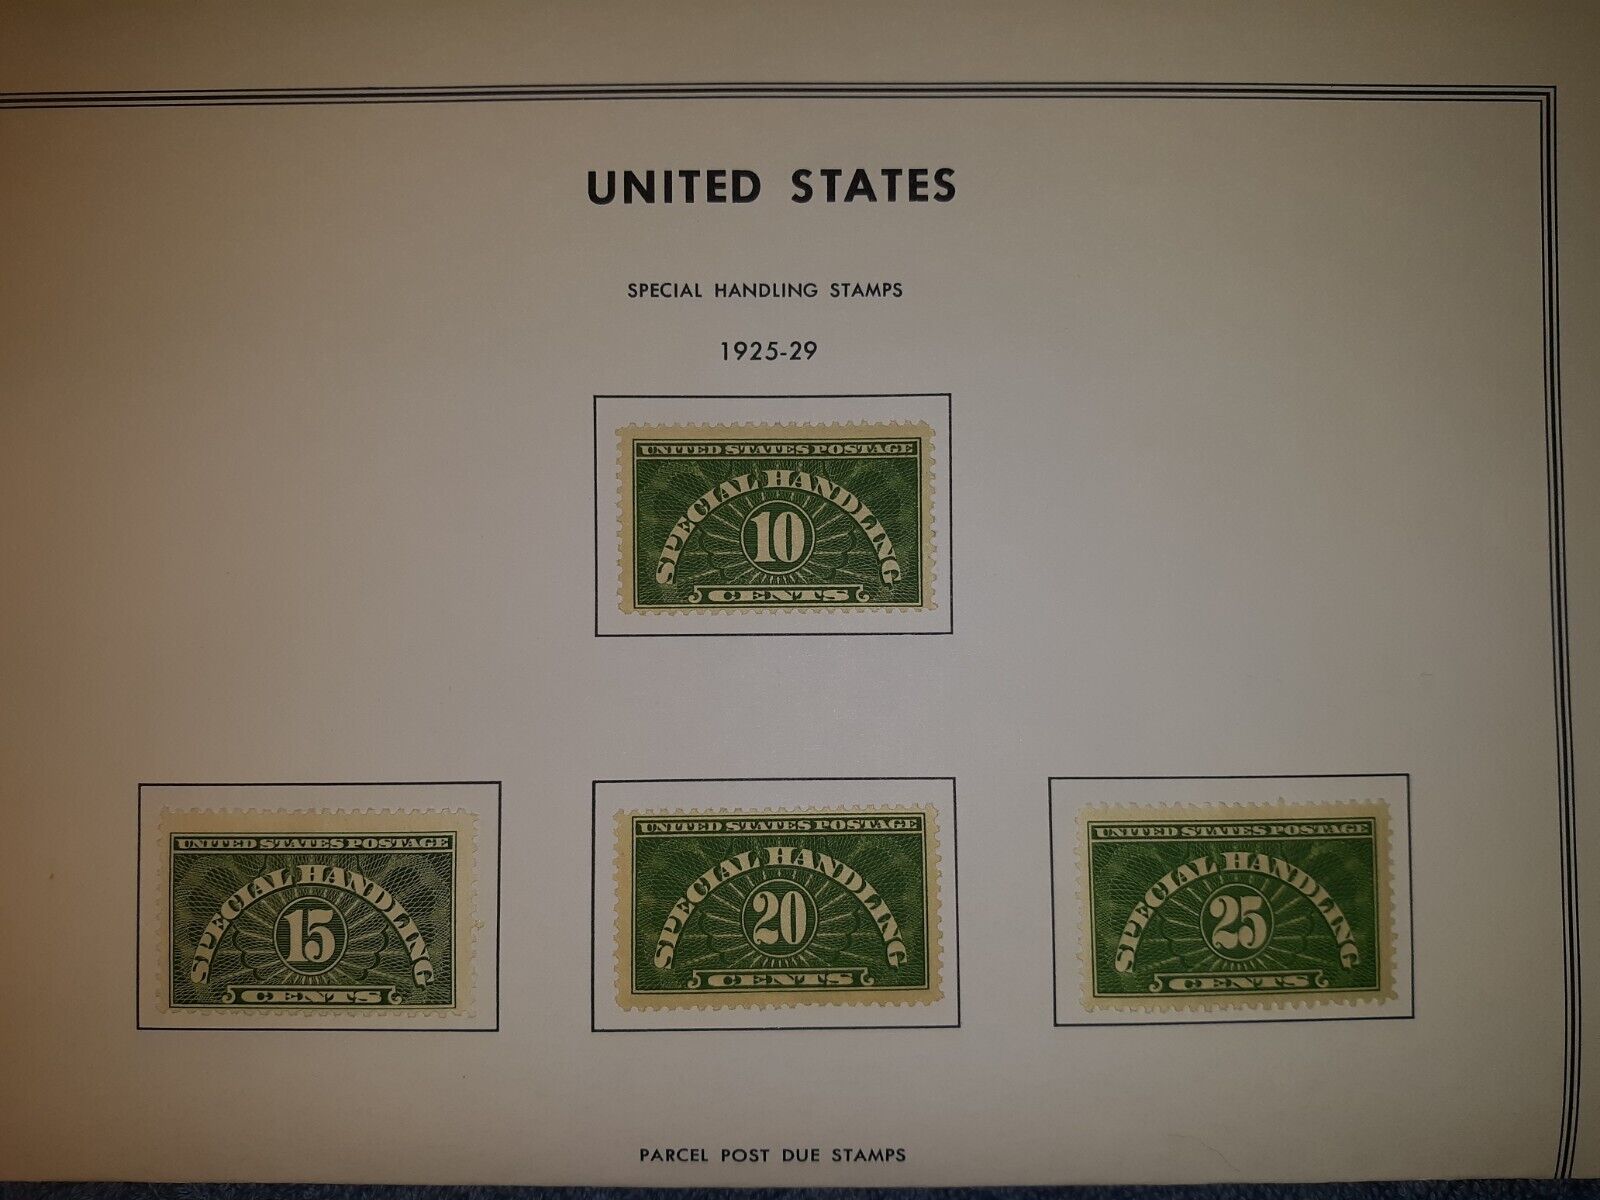 UNITED STATES
SPECIAL HANDLING STAMPS
1925-29
UNITED STATES POSTAGE
SPECIAL HANDLING
10
CENTS
UNITED STATES POSTAGE
SPECIAL HANDLING
15
CENTS
UNITED STATES POSTAGE
SPECIAL HANDLING
20
CENTS
UNITED STATES POSTAGE
SPECIAL HANDLING
25
CENTS
PARCEL POST DUE STAMPS